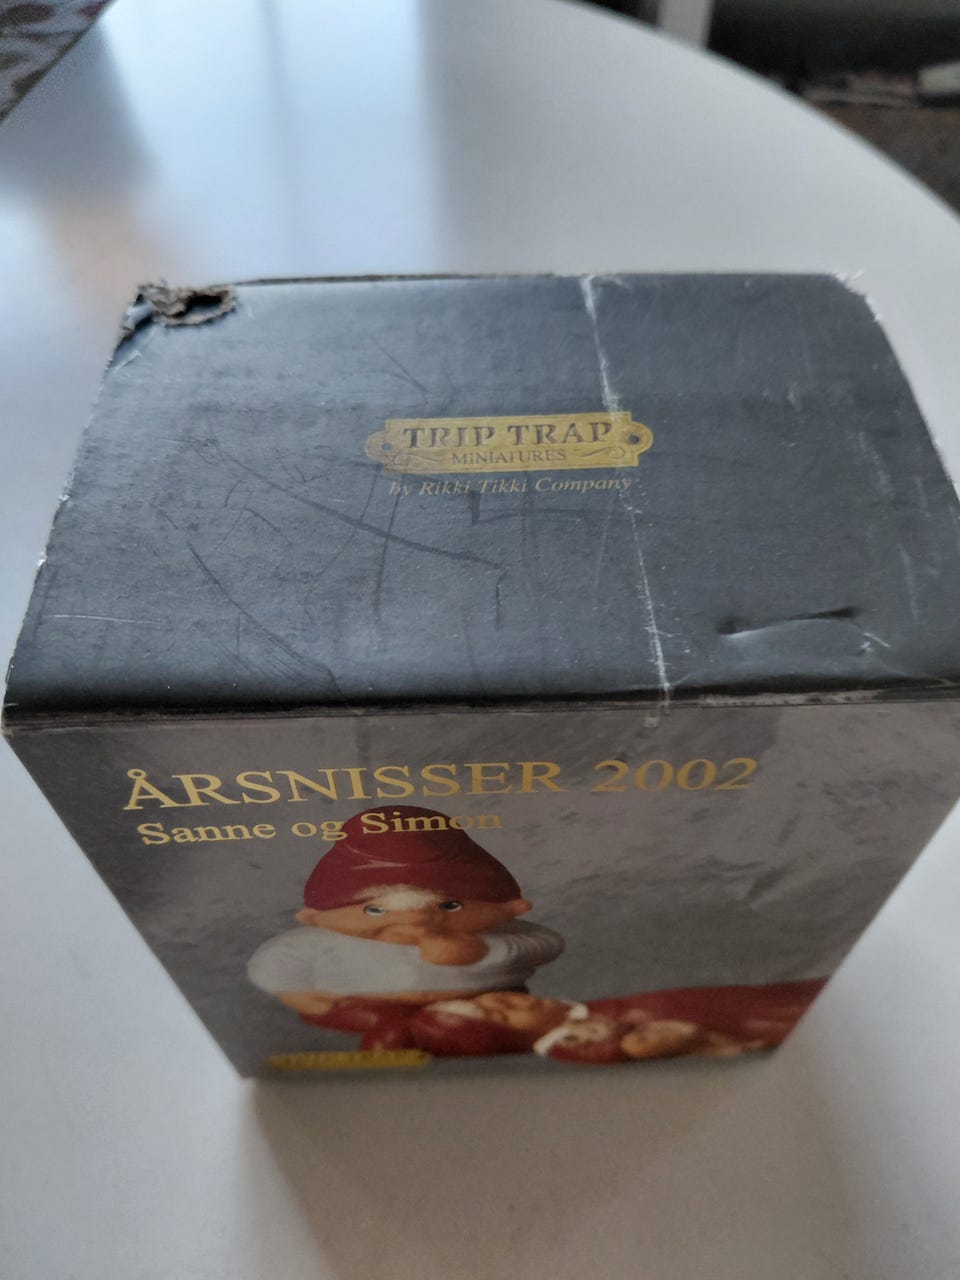 TRIP TRAP
MINIATURES
by Rikki Tikki Company
ÅRSNISSER 2002
Sanne og Simon